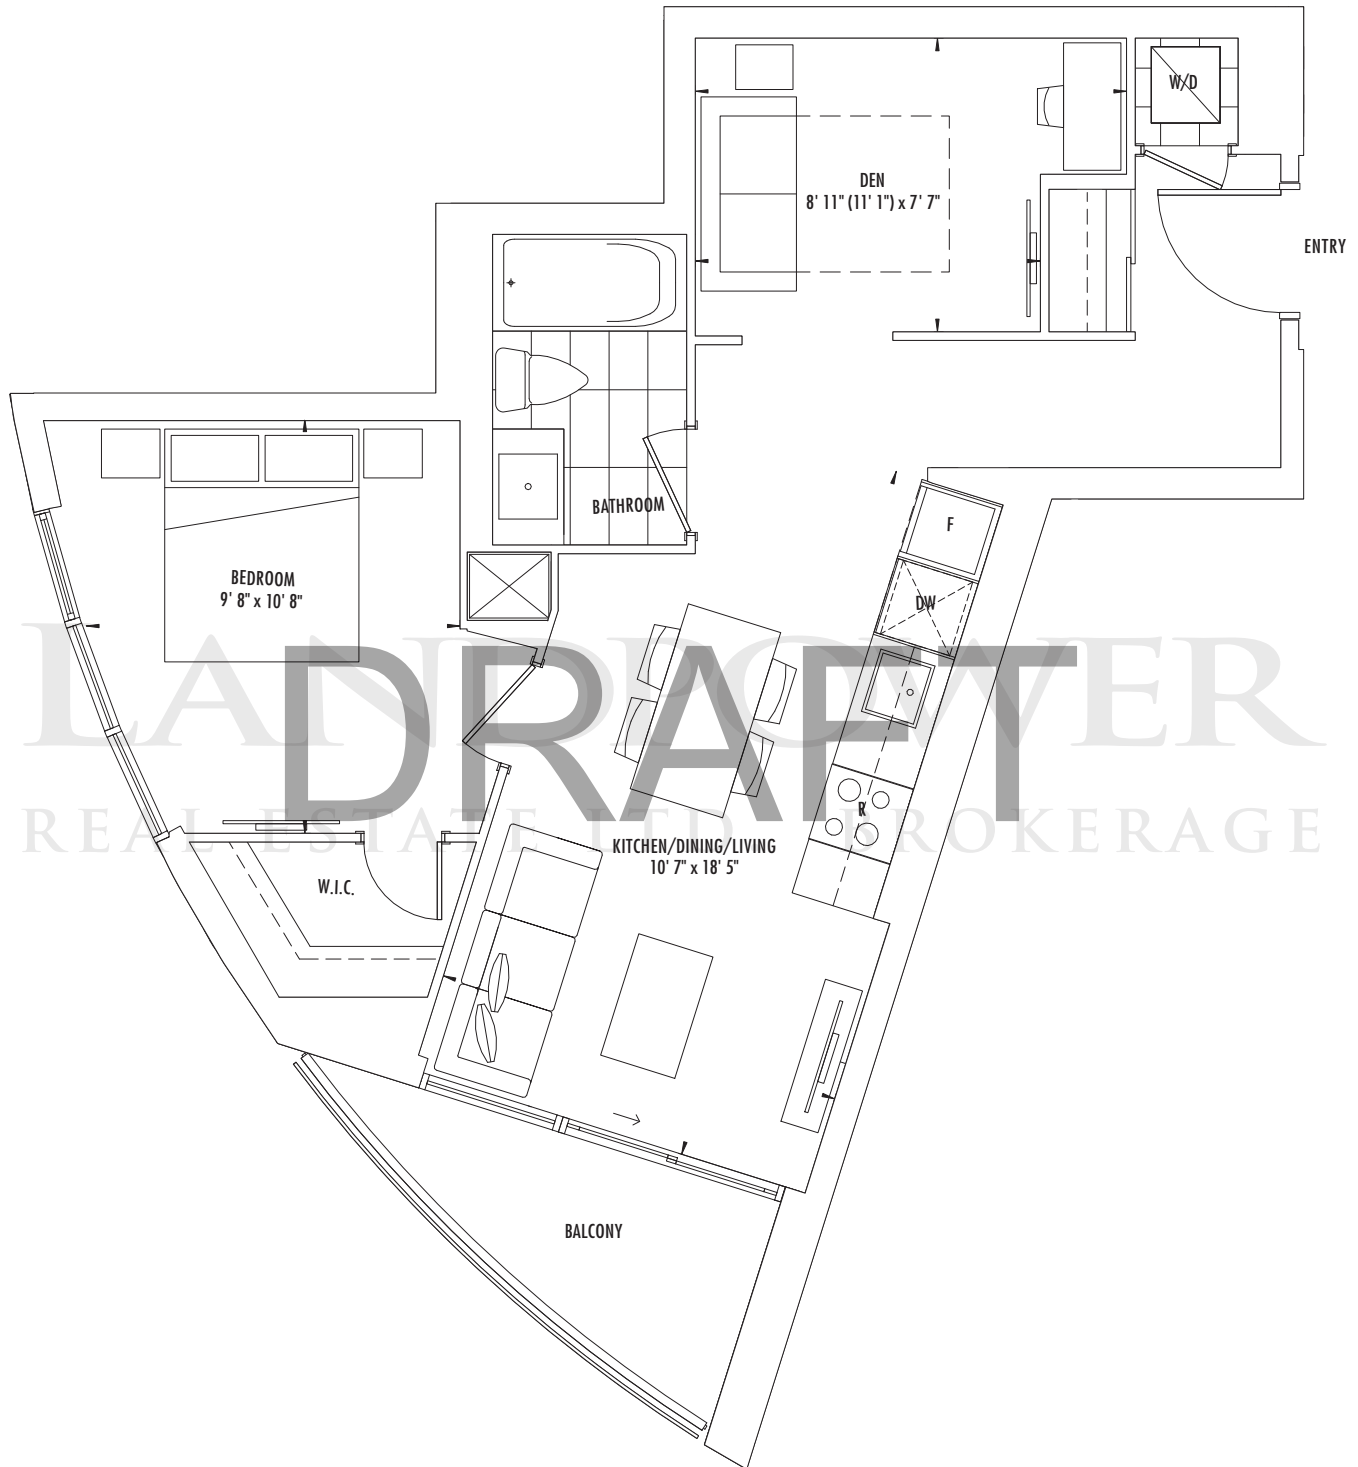 W/D
DEN
8' 11" (11' 1") x 7' 7"
ENTRY
BATHROOM
F
BEDROOM
9' 8" x 10' 8"
DW
LANDPOWER
DRAFT
R
REAL ESTATE LTD BROKERAGE
KITCHEN/DINING/LIVING
10' 7" x 18' 5"
W.I.C.
BALCONY